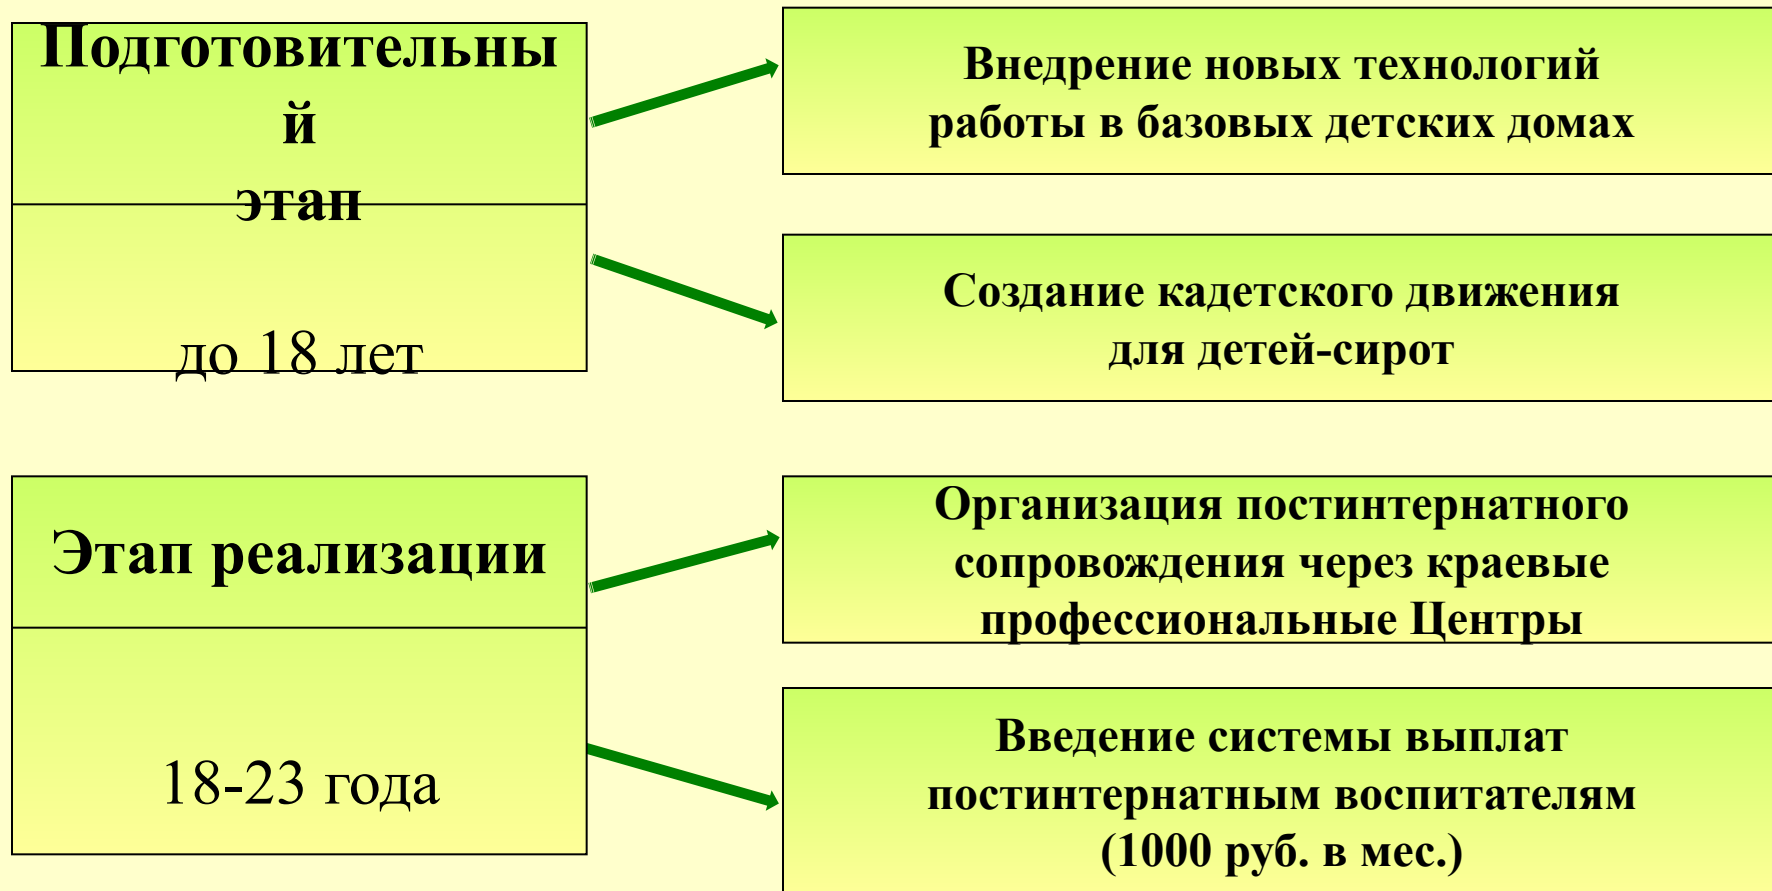 Подготовительны
й
этап
до 18 лет
Внедрение новых технологий
работы в базовых детских домах
Создание кадетского движения
для детей-сирот
Этап реализации
18-23 года
Организация постинтернатного
сопровождения через краевые
профессиональные Центры
Введение системы выплат
постинтернатным воспитателям
(1000 руб. в мес.)